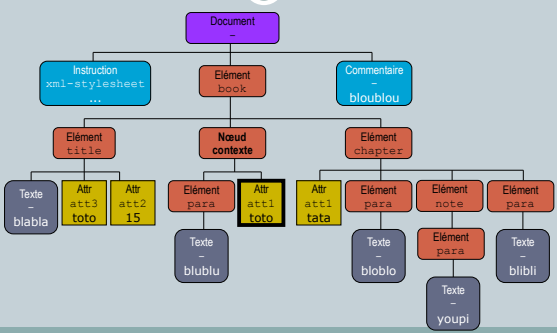 Document
–
Instruction
xml-stylesheet
...
Elément
book
Commentaire
–
bloublou
Elément
title
Nœud
contexte
Elément
chapter
Texte
–
blabla
Attr
att3
toto
Attr
att2
15
Elément
para
Attr
att1
toto
Attr
att1
tata
Elément
para
Elément
note
Elément
para
Texte
–
blublu
Texte
–
bloblo
Elément
para
Texte
–
blibli
Texte
–
youpi